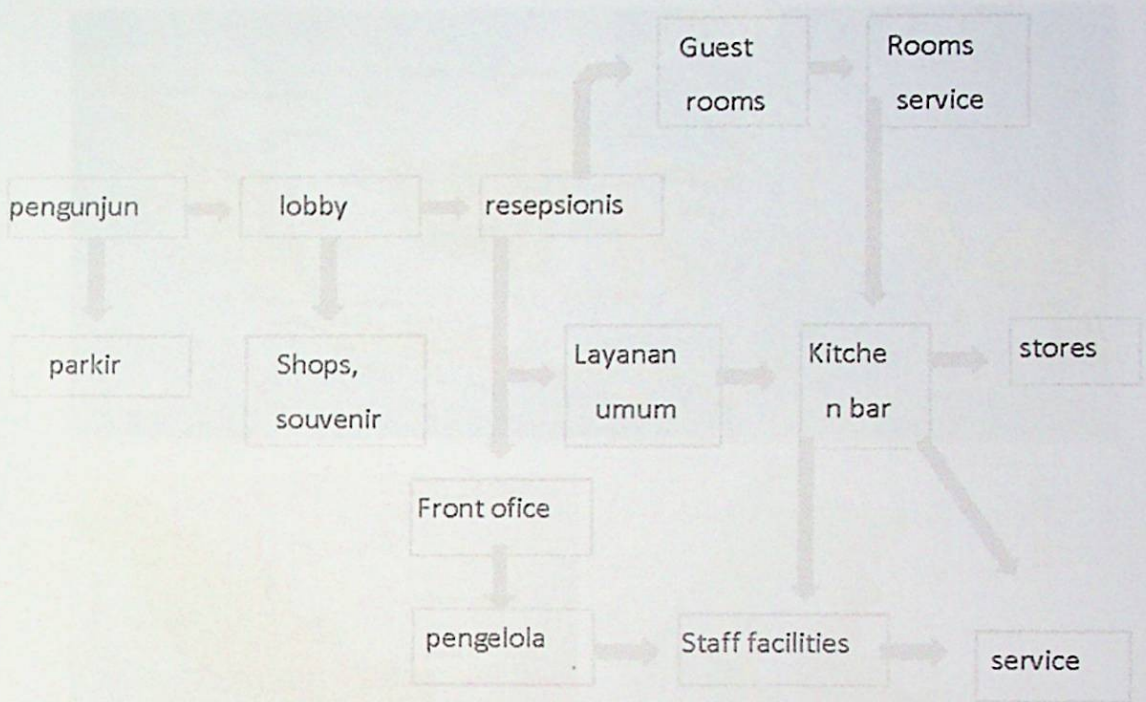 Guest
rooms
Rooms
service
pengunjun
lobby
resepsionis
parkir
Shops,
souvenir
Layanan
umum
Kitche
n bar
stores
Front ofice
pengelola
Staff facilities
service